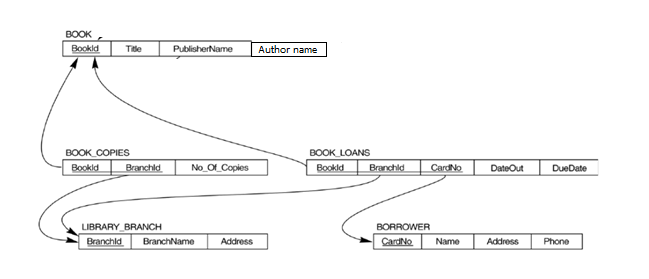 BOOK
BookId Title PublisherName Author name
BOOK_COPIES
BookId BranchId No_Of_Copies
BOOK_LOANS
BookId BranchId CardNo DateOut DueDate
LIBRARY_BRANCH
BranchId BranchName Address
BORROWER
CardNo Name Address Phone